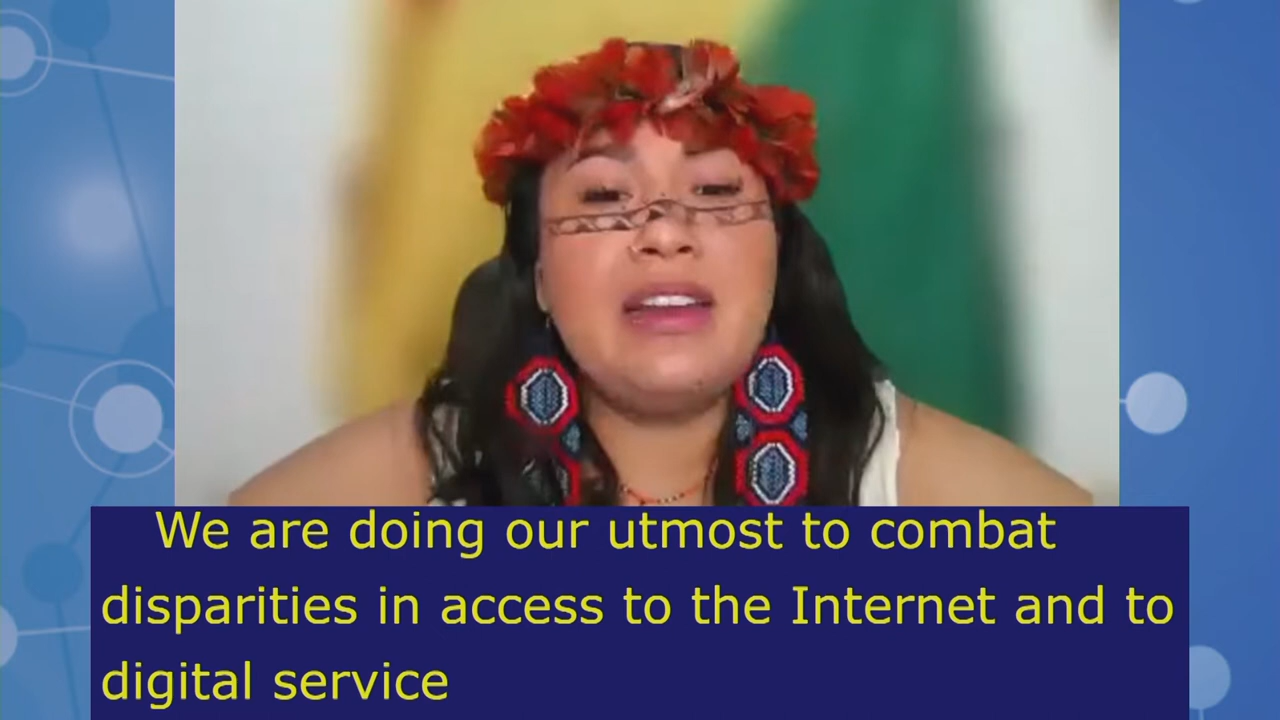 We are doing our utmost to combat
disparities in access to the Internet and to
digital service